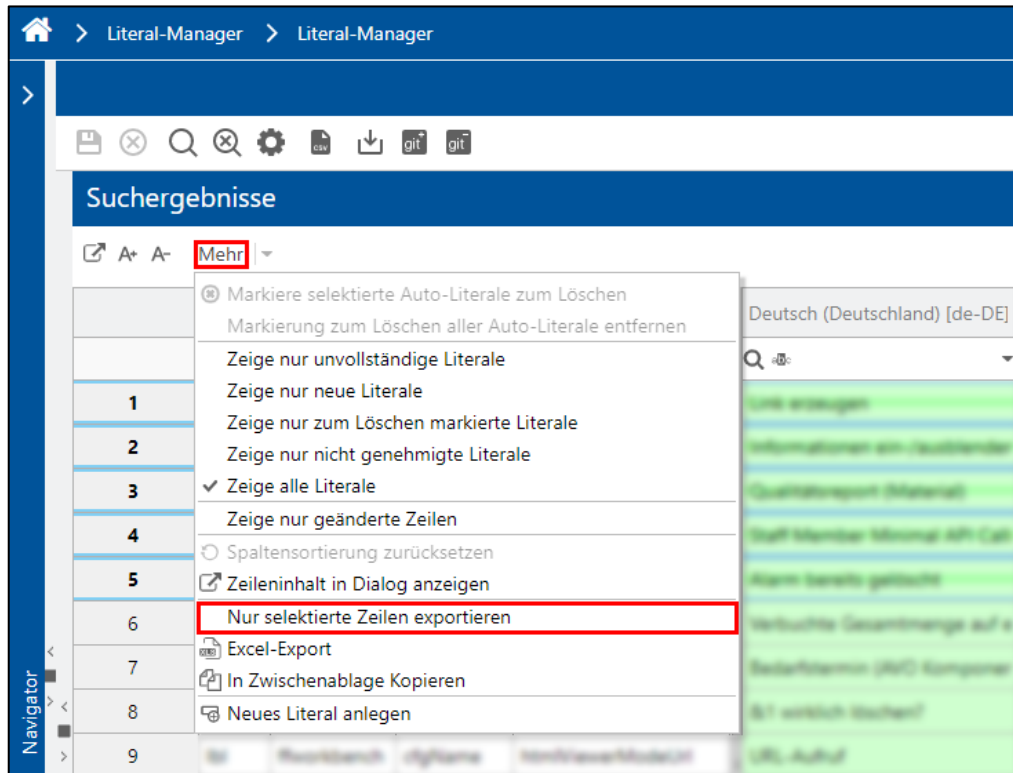 Literal-Manager > Literal-Manager
csv git+ git-
Suchergebnisse
A+ A- Mehr
Markiere selektierte Auto-Literale zum Löschen
Markierung zum Löschen aller Auto-Literale entfernen
Deutsch (Deutschland) [de-DE]
Zeige nur unvollständige Literale
Zeige nur neue Literale
1
Zeige nur zum Löschen markierte Literale
2
Zeige nur nicht genehmigte Literale
3
Zeige alle Literale
Zeige nur geänderte Zeilen
4
Spaltensortierung zurücksetzen
5
Zeileninhalt in Dialog anzeigen
6
Nur selektierte Zeilen exportieren
XLS Excel-Export
7
In Zwischenablage Kopieren
8
Neues Literal anlegen
9
Navigator